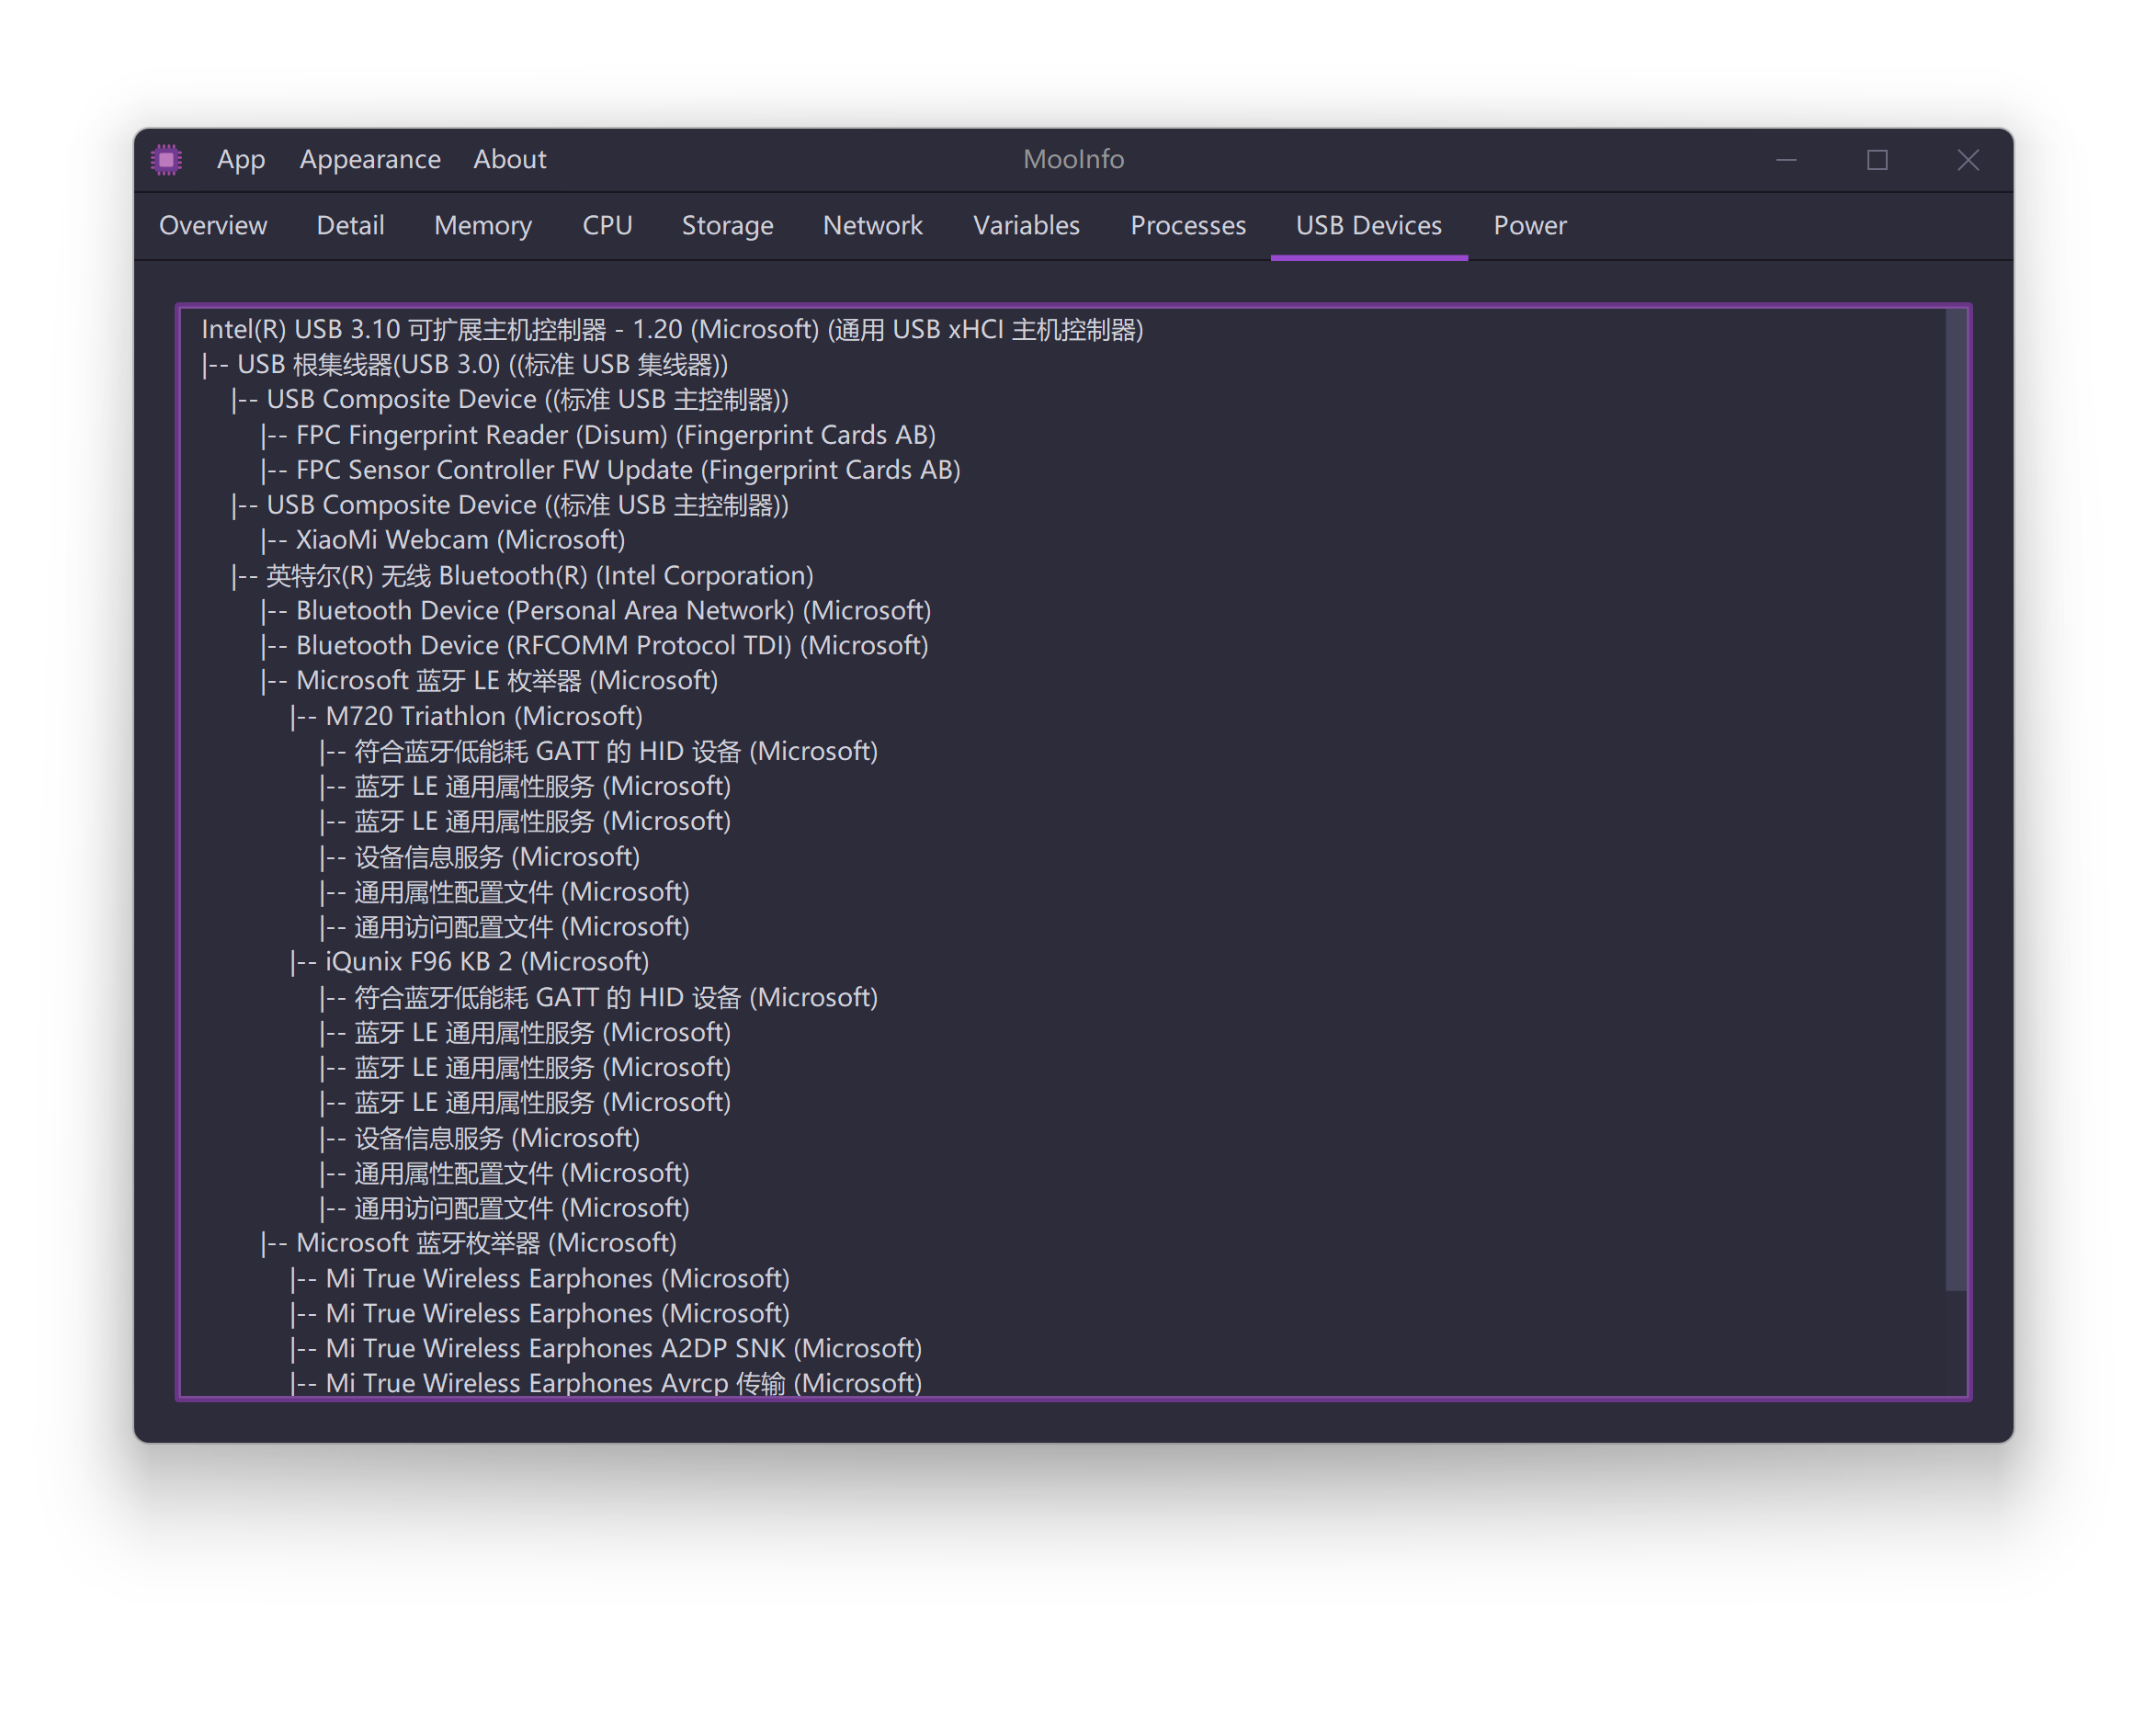 App Appearance About MooInfo
Overview Detail Memory CPU Storage Network Variables Processes USB Devices Power
Intel(R) USB 3.10 可扩展主机控制器 - 1.20 (Microsoft) (通用 USB xHCI 主机控制器)
|-- USB 根集线器(USB 3.0) ((标准 USB 集线器))
|-- USB Composite Device ((标准 USB 主控制器))
|-- FPC Fingerprint Reader (Disum) (Fingerprint Cards AB)
|-- FPC Sensor Controller FW Update (Fingerprint Cards AB)
|-- USB Composite Device ((标准 USB 主控制器))
|-- XiaoMi Webcam (Microsoft)
|-- 英特尔(R) 无线 Bluetooth(R) (Intel Corporation)
|-- Bluetooth Device (Personal Area Network) (Microsoft)
|-- Bluetooth Device (RFCOMM Protocol TDI) (Microsoft)
|-- Microsoft 蓝牙 LE 枚举器 (Microsoft)
|-- M720 Triathlon (Microsoft)
|-- 符合蓝牙低能耗 GATT 的 HID 设备 (Microsoft)
|-- 蓝牙 LE 通用属性服务 (Microsoft)
|-- 蓝牙 LE 通用属性服务 (Microsoft)
|-- 设备信息服务 (Microsoft)
|-- 通用属性配置文件 (Microsoft)
|-- 通用访问配置文件 (Microsoft)
|-- iQunix F96 KB 2 (Microsoft)
|-- 符合蓝牙低能耗 GATT 的 HID 设备 (Microsoft)
|-- 蓝牙 LE 通用属性服务 (Microsoft)
|-- 蓝牙 LE 通用属性服务 (Microsoft)
|-- 蓝牙 LE 通用属性服务 (Microsoft)
|-- 设备信息服务 (Microsoft)
|-- 通用属性配置文件 (Microsoft)
|-- 通用访问配置文件 (Microsoft)
|-- Microsoft 蓝牙枚举器 (Microsoft)
|-- Mi True Wireless Earphones (Microsoft)
|-- Mi True Wireless Earphones (Microsoft)
|-- Mi True Wireless Earphones A2DP SNK (Microsoft)
|-- Mi True Wireless Earphones Avrcp 传输 (Microsoft)